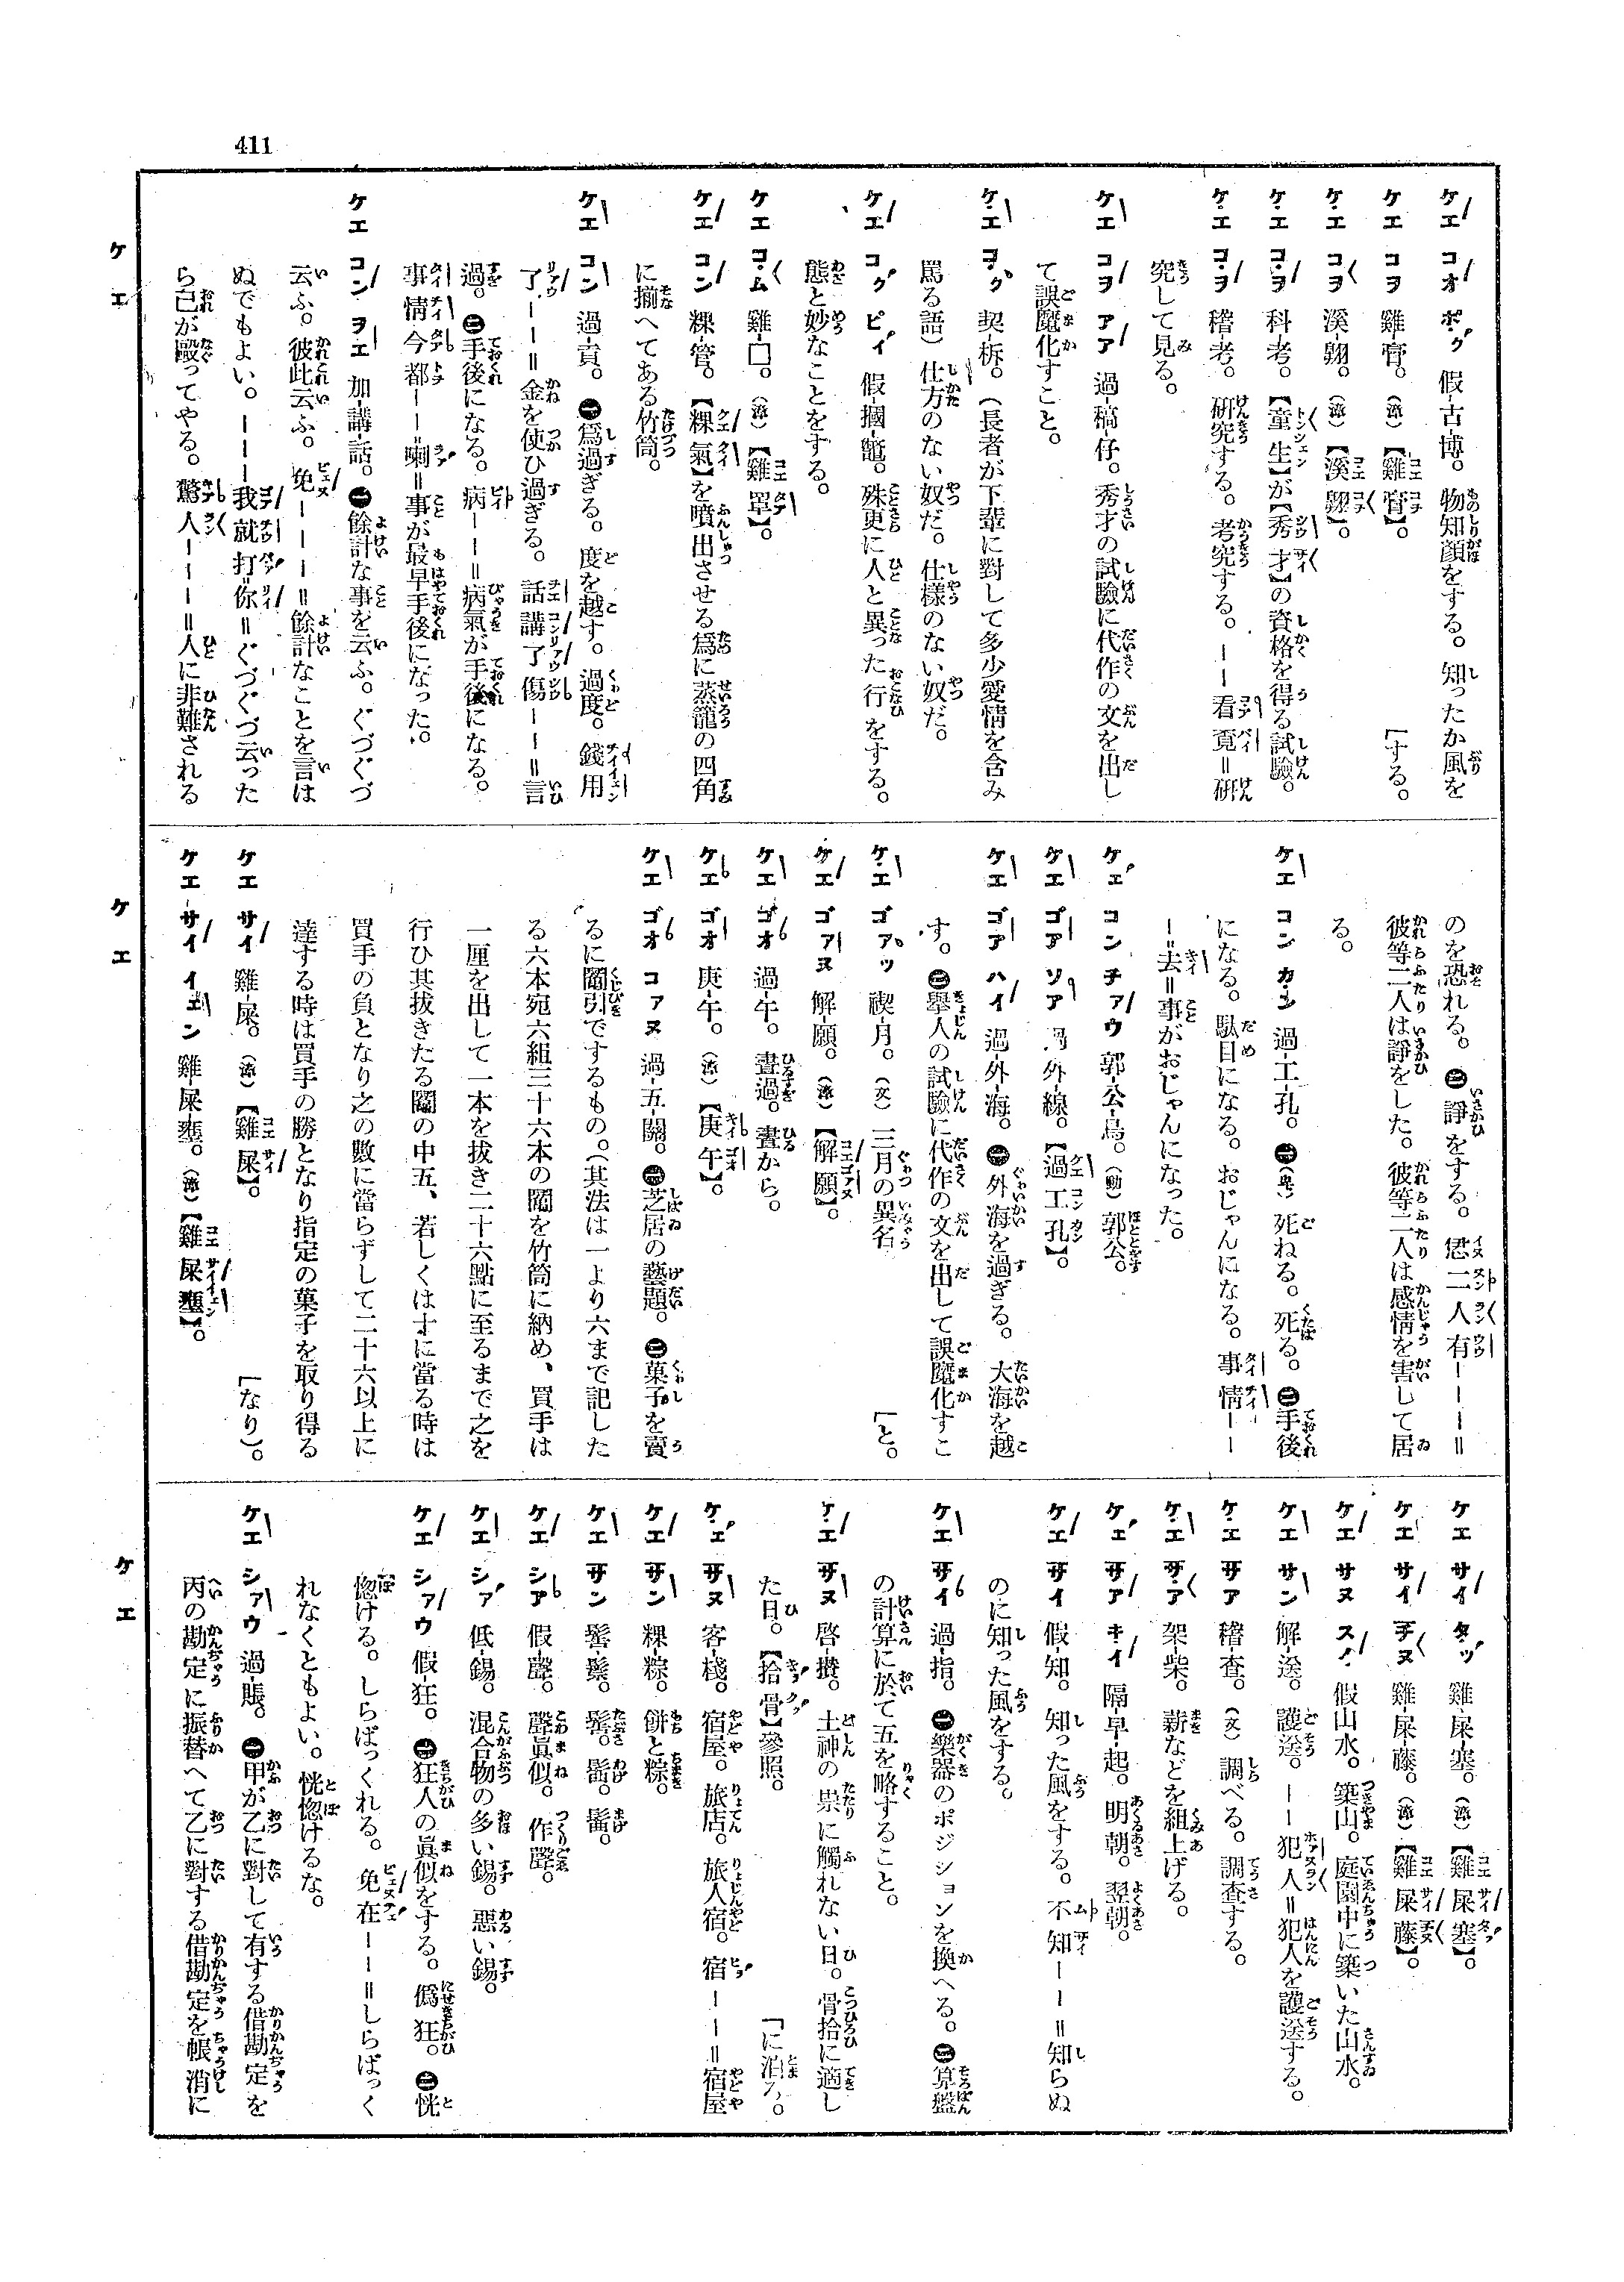 411
ケエ コオ ポク 假-古-博。物知顔をする。知ったか風を
[する。
ケエ コヲ 雞-膏。(漳)【雞膏】。
ケエ コヲ 溪-翱。(漳)【溪翱】。
ケエ コヲ 科-考。【童生】が【秀才】の資格を得る試驗。
ケエ コヲ 稽-考。研究する。考究する。――看覔=研
究して見る。
ケエ コヲ アア 過-稿-仔。秀才の試驗に代作の文を出し
て誤魔化すこと。
ケエ コク 契-柝。(長者が下輩に對して多少愛情を含み
罵る語)仕方のない奴だ。仕樣のない奴だ。
ケエ コク ピイ 假-摑-鼈。殊更に人と異った行をする。
態と妙なことをする。
ケエ コム 雞-□。(漳)【雞罩】。
ケエ コン 粿-管。【粿氣】を噴出させる爲に蒸籠の四角
に揃へてある竹筒。
ケエ コン 過-貢。㊀爲過ぎる。度を越す。過度。錢用
了―――=金を使ひ過ぎる。話講了傷――=言
過。㊁手後になる。病――=病氣が手後になる。
事情今都――喇=事が最早手後になった。
ケエ コン ヲエ 加-講-話。㊀餘計な事を云ふ。ぐづぐづ
云ふ。彼此云ふ。免―――=餘計なことを言は
ぬでもよい。―――我就打你=ぐづぐづ云った
ら己が毆ってやる。驚人―――=人に非難される
のを恐れる。㊁諍をする。𪜶二人有―――=
彼等二人は諍をした。彼等二人は感情を害して居
る。
ケエ コン カン 過-工-孔。㊀(卑)死ねる。死る。㊁手後
になる。駄目になる。おじゃんになる。事情――
―去=事がおじゃんになった。
ケエ コン チアウ 郭-公-鳥。(動)郭公。
ケエ ゴア ソア 過-外-線。【過工孔】。
ケエ ゴア ハイ 過-外-海。㊀外海を過ぎる。大海を越
す。㊁擧人の試驗に代作の文を出して誤魔化すこ
[と。
ケエ ゴアッ 禊-月。(文)三月の異名
ケエ ゴアヌ 解-願。(漳)【解願】。
ケエ ゴオ 過-午。晝過。晝から。
ケエ ゴオ 庚-午。(漳)【庚午】。
ケエ ゴオ コアヌ 過-五-關。㊀芝居の藝題。㊁菓子を賣
るに鬮引でするもの。(其法は一より六まで記した
る六本宛六組三十六本の鬮を竹筒に納め、買手は
一厘を出して一本を拔き二十六點に至るまで之を
行ひ其拔きたる鬮の中五、若しくは十に當る時は
買手の負となり之の數に當らずして二十六以上に
達する時は買手の勝となり指定の菓子を取り得る
[なり)。
ケエ サイ 雞-屎。(漳)【雞屎】。
ケエ サイ イエン 雞-屎-壅。(漳)【雞屎壅】。
ケエ サイ タッ 雞-屎-塞。(漳)【雞屎塞】。
ケエ サイ チヌ 雞-屎-藤。(漳)【雞屎藤】。
ケエ サヌ スイ 假山水。築山。庭園中に築いた山水。
ケエ サン 解-送。護送。――犯人=犯人を護送する。
ケエ サア 稽-查。(文)調べる。調查する。
ケエ サア 架-柴。薪などを組上げる。
ケエ サア キイ 隔-早-起。明朝。翌朝。
ケエ サイ 假-知。知った風をする。不知――=知らぬ
のに知った風をする。
ケエ サイ 過-指。㊀樂器のポジションを換へる。㊁算盤
の計算に於て五を略すること。
ケエ サヌ 啓-攢。土神の祟に觸れない日。骨拾に適し
た日。【拾骨】參照。
[に泊る。
ケエ サヌ 客-棧。宿屋。旅店。旅人宿。宿――=宿屋
ケエ サン 粿-粽。餅と粽。
ケエ サン 髻-鬃。髻。髷。髷。
ケエ シア 假-聲。聲眞似。作聲。
ケエ シア 低-錫。混合物の多い錫。惡い錫。
ケエ シアウ 假-狂。㊀狂人の眞似をする。僞狂。㊁恍
惚ける。しらばっくれる。免在――=しらばっく
れなくともよい。恍惚けるな。
ケエ シアウ 過-賬。㊀甲が乙に對して有する借勘定を
丙の勘定に振替へて乙に對する借勘定を帳消に
ケエ
ケエ
ケエ